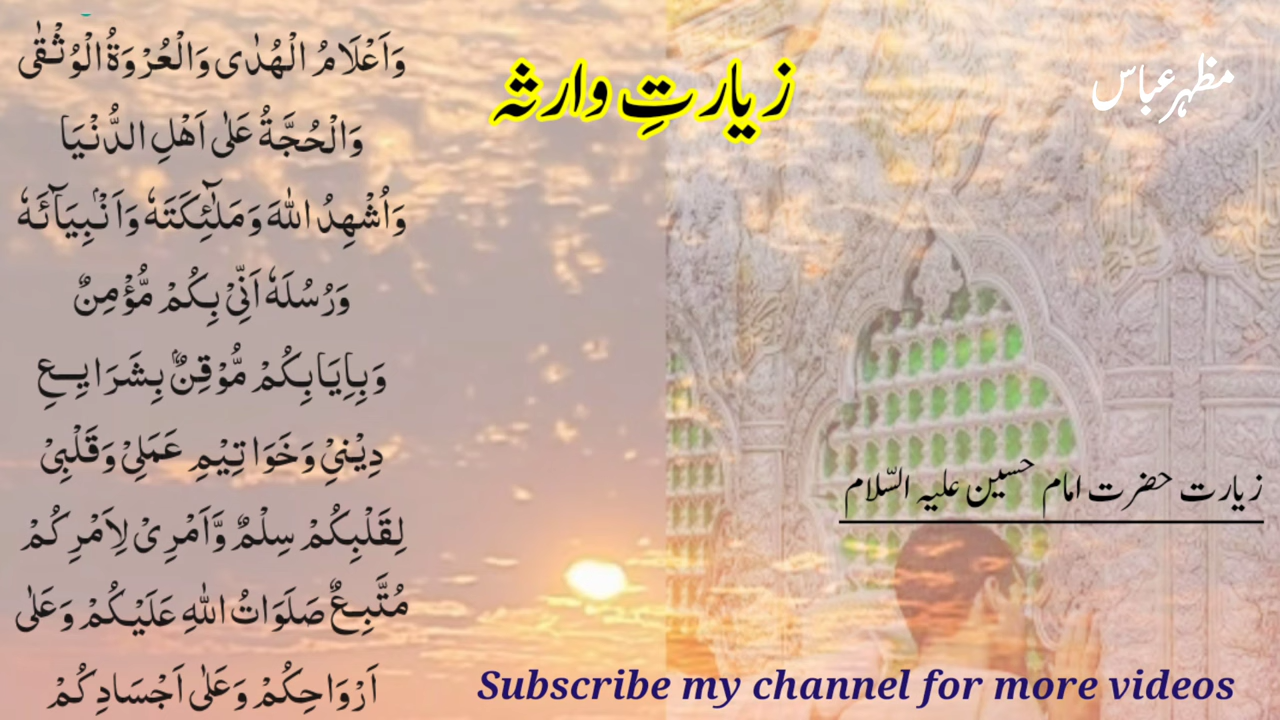 زیارتِ وارثہ
مظہر عباس
وَاَعْلَامُ الْهُدٰی وَالْعُرْوَةُ الْوُثْقٰی
وَالْحُجَّةُ عَلٰی اَهْلِ الدُّنْیَا
وَاُشْهِدُ اللهَ وَمَلٰٓئِکَتَهٗ وَاَنْۢبِیَآئَهٗ
وَرُسُلَهٗ اَنِّیْ بِکُمْ مُّؤْمِنٌ
وَبِاِیَابِکُمْ مُّوْقِنٌۢ بِشَرَایِعِ
دِیْنِیْ وَخَوَاتِیْمِ عَمَلِیْ وَقَلْبِیْ
لِقَلْبِکُمْ سِلْمٌ وَّاَمْرِیْ لِاَمْرِکُمْ
مُتَّبِعٌ صَلَوَاتُ اللهِ عَلَیْکُمْ وَعَلٰی
اَرْوَاحِکُمْ وَعَلٰی اَجْسَادِکُمْ
زیارت حضرت امام حسین علیہ السّلام
Subscribe my channel for more videos